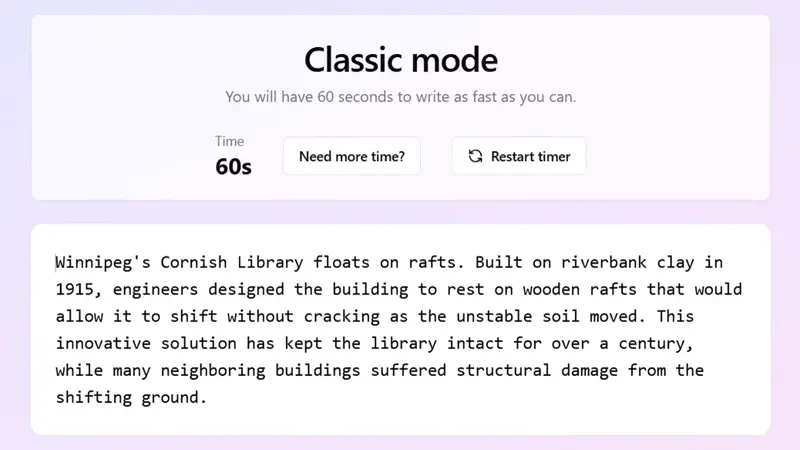 Classic mode
You will have 60 seconds to write as fast as you can.
Time
60s
Need more time?
Restart timer
Winnipeg's Cornish Library floats on rafts. Built on riverbank clay in
1915, engineers designed the building to rest on wooden rafts that would
allow it to shift without cracking as the unstable soil moved. This
innovative solution has kept the library intact for over a century,
while many neighboring buildings suffered structural damage from the
shifting ground.